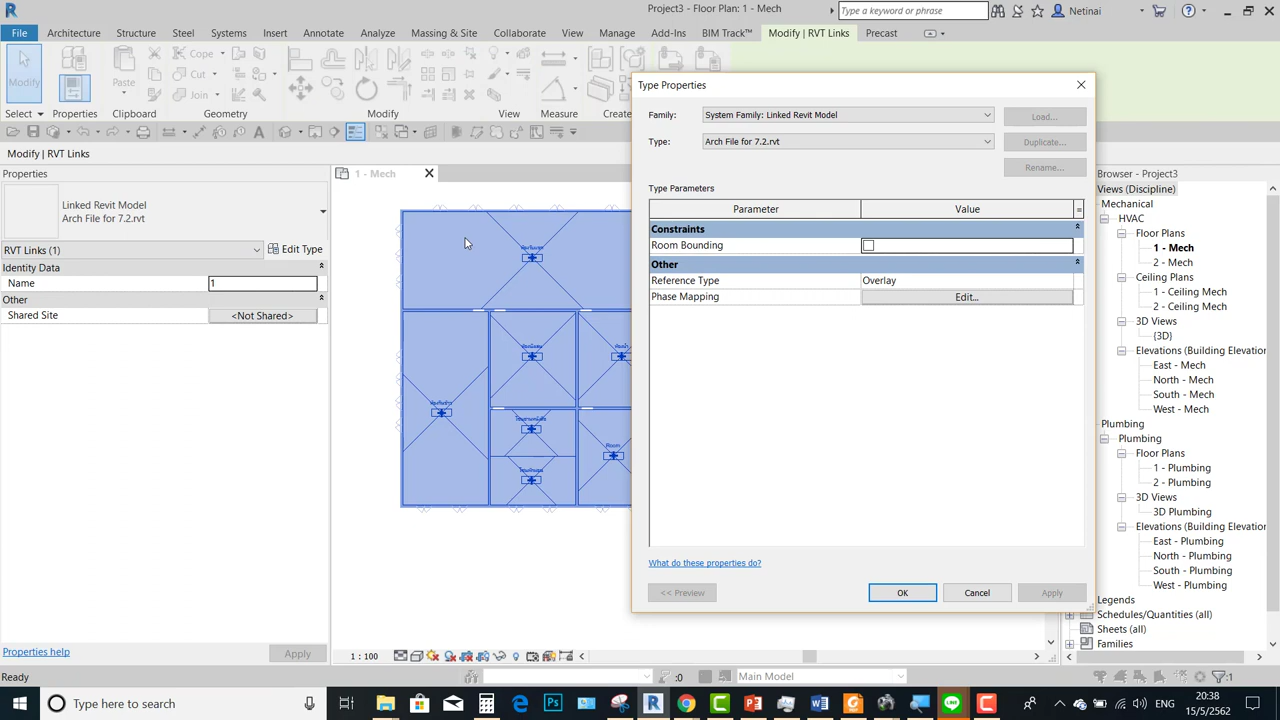 Project3 - Floor Plan: 1 - Mech
Type a keyword or phrase
Netinai
File Architecture Structure Steel Systems Insert Annotate Analyze Massing & Site Collaborate View Manage Add-Ins BIM Track™ Modify | RVT Links Precast
Modify
Paste
Cope
Cut
Join
Select Properties Clipboard Geometry Modify View Measure Create
Modify | RVT Links
Properties
Linked Revit Model
Arch File for 7.2.rvt
RVT Links (1)
Edit Type
Identity Data
Name 1
Other
Shared Site <Not Shared>
Properties help
Apply
1 - Mech
Room
Type Properties
Family: System Family: Linked Revit Model Load...
Type: Arch File for 7.2.rvt Duplicate...
Rename...
Type Parameters
Parameter Value =
Constraints
Room Bounding
Other
Reference Type Overlay
Phase Mapping Edit...
What do these properties do?
<< Preview OK Cancel Apply
Browser - Project3
Views (Discipline)
Mechanical
HVAC
Floor Plans
1 - Mech
2 - Mech
Ceiling Plans
1 - Ceiling Mech
2 - Ceiling Mech
3D Views
{3D}
Elevations (Building Elevation
East - Mech
North - Mech
South - Mech
West - Mech
Plumbing
Plumbing
Floor Plans
1 - Plumbing
2 - Plumbing
3D Views
3D Plumbing
Elevations (Building Elevation
East - Plumbing
North - Plumbing
South - Plumbing
West - Plumbing
Legends
Schedules/Quantities (all)
Sheets (all)
Families
1 : 100
Ready
:0
Main Model
:1
Type here to search
ENG
20:38
15/5/2562